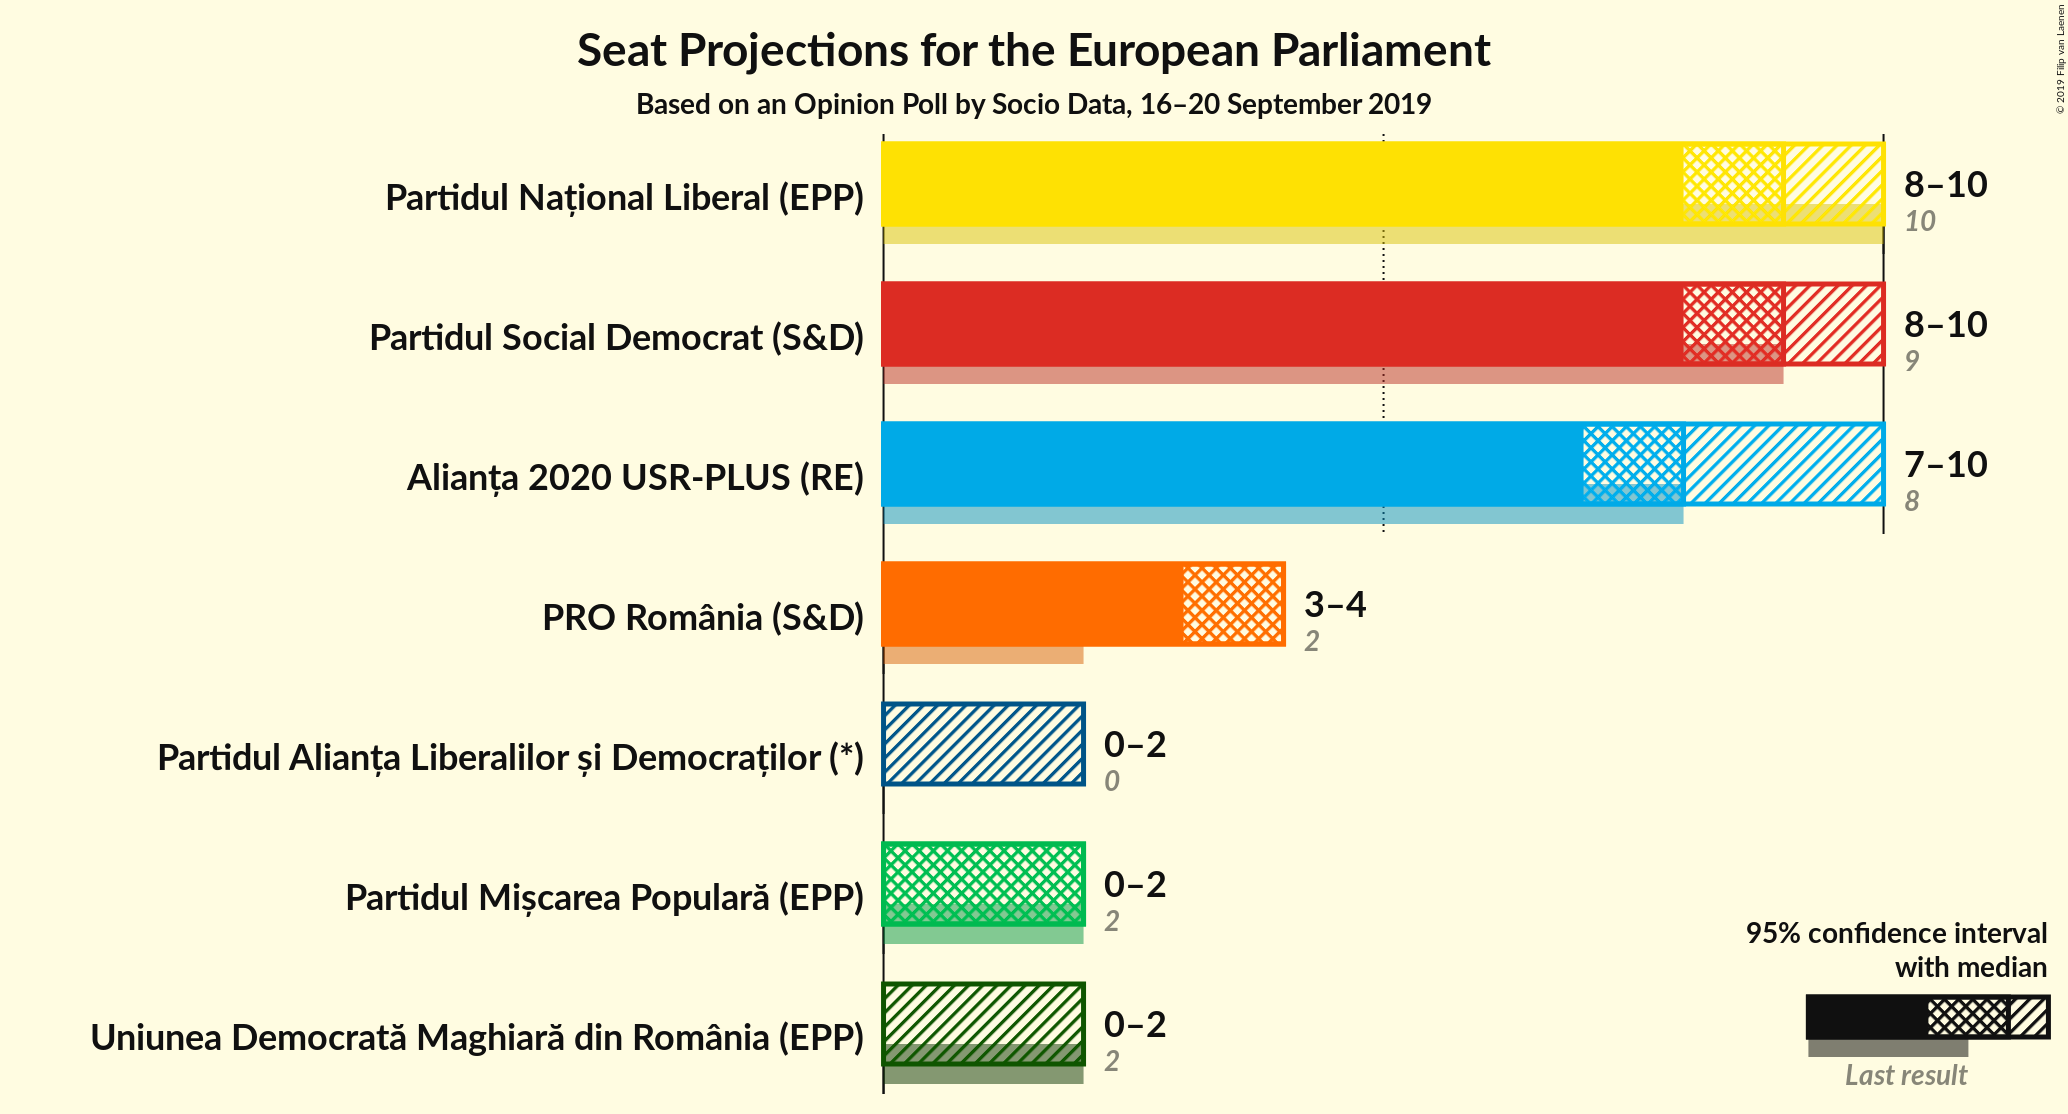 Seat Projections for the European Parliament
Based on an Opinion Poll by Socio Data, 16–20 September 2019
© 2019 Filip van Laenen
Partidul Național Liberal (EPP)
8–10
10
Partidul Social Democrat (S&D)
8–10
9
Alianța 2020 USR-PLUS (RE)
7–10
8
PRO România (S&D)
3–4
2
Partidul Alianța Liberalilor și Democraților (*)
0–2
0
Partidul Mișcarea Populară (EPP)
0–2
2
Uniunea Democrată Maghiară din România (EPP)
0–2
2
95% confidence interval
with median
Last result